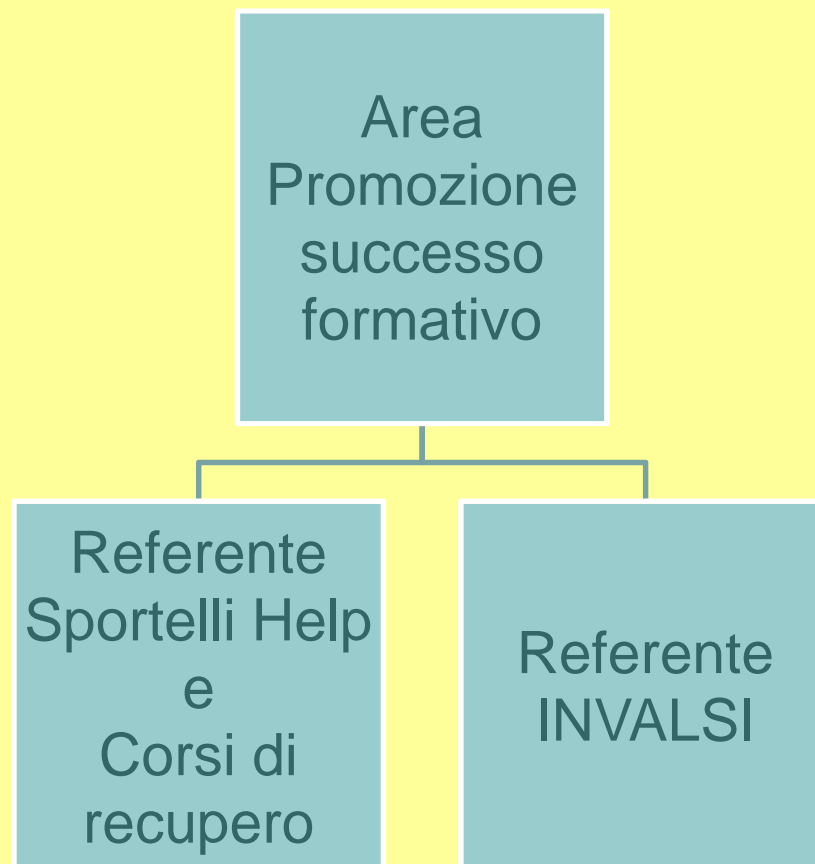 Area
Promozione
successo
formativo
Referente
Sportelli Help
e
Corsi di
recupero
Referente
INVALSI